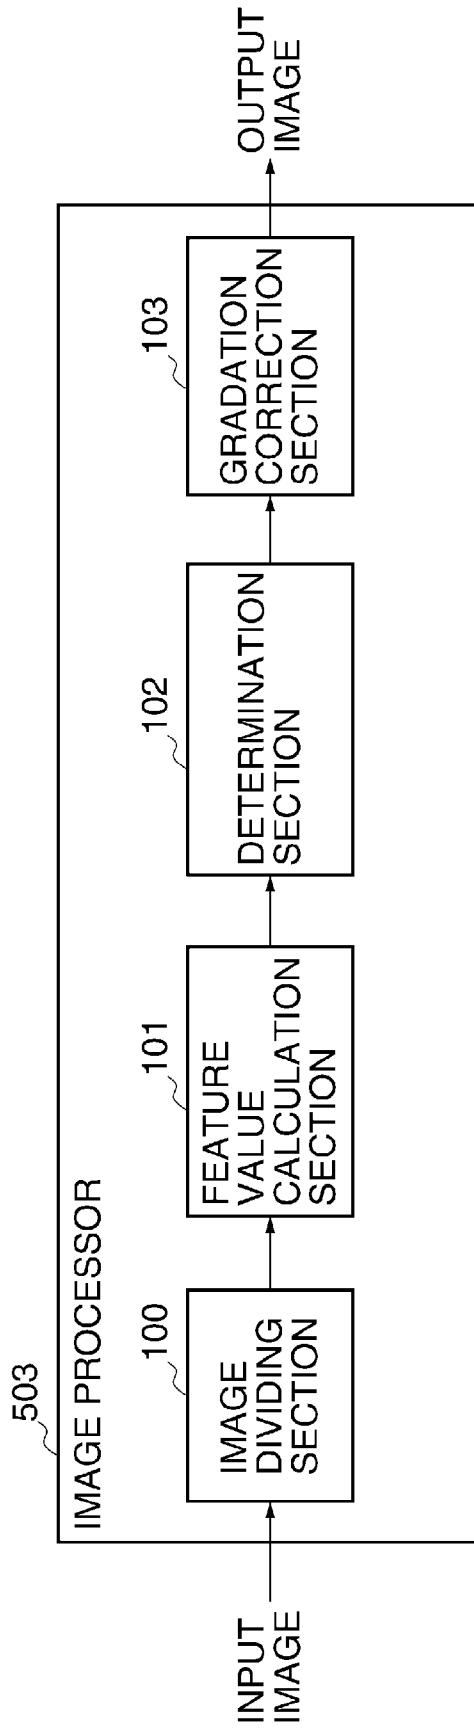 503
IMAGE PROCESSOR
INPUT
IMAGE
100
IMAGE
DIVIDING
SECTION
101
FEATURE
VALUE
CALCULATION
SECTION
102
DETERMINATION
SECTION
103
GRADATION
CORRECTION
SECTION
OUTPUT
IMAGE